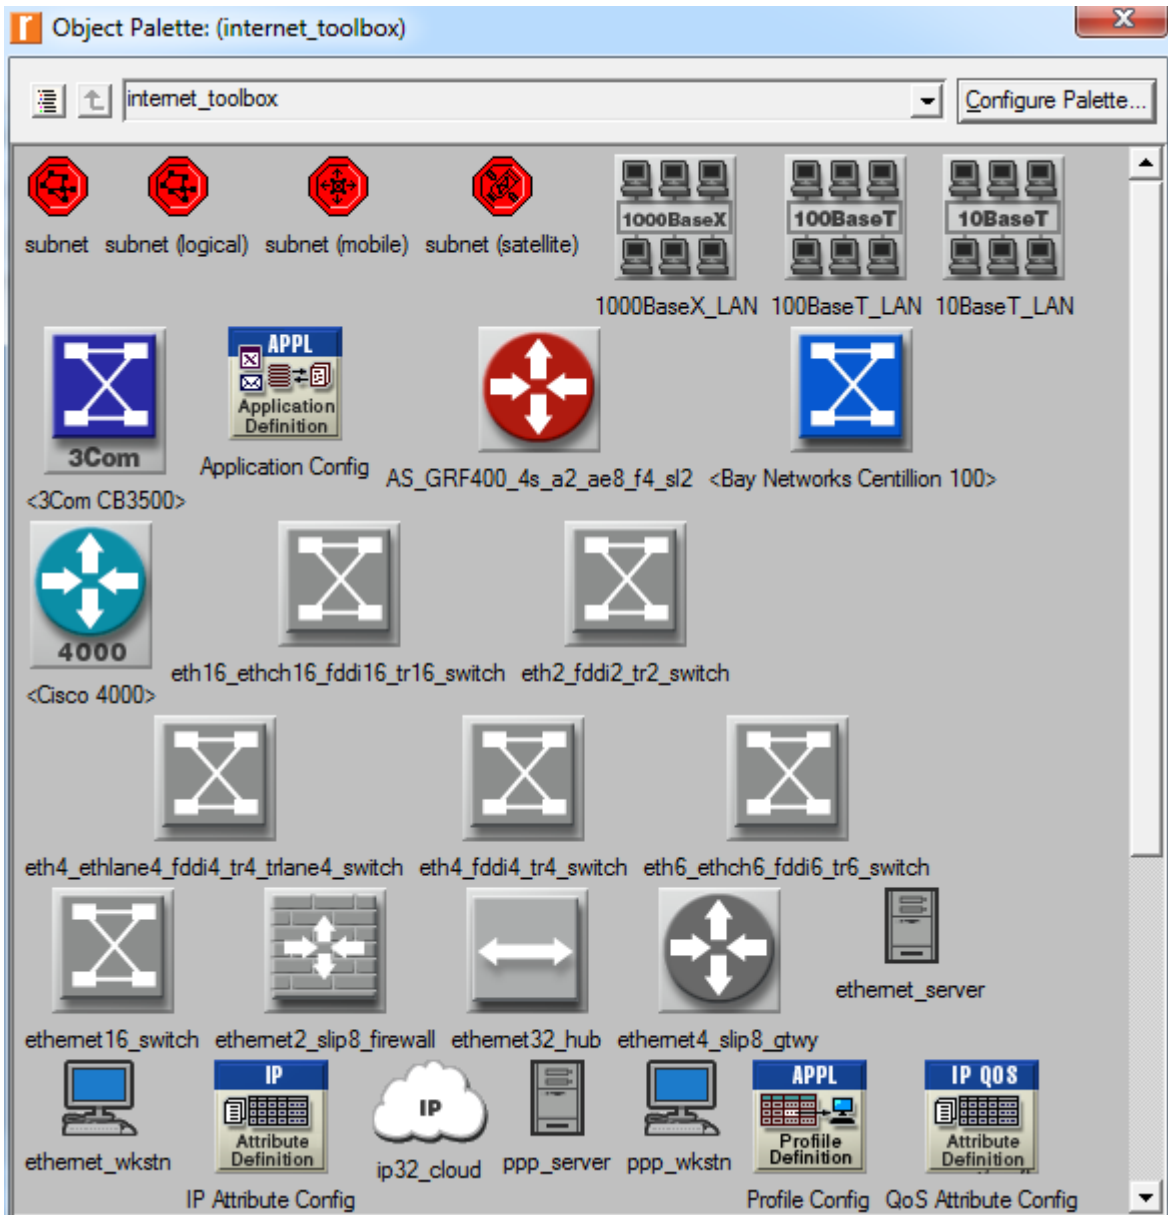 Object Palette: (internet_toolbox)
X
internet_toolbox
Configure Palette...
1000BaseX 100BaseT 10BaseT
subnet subnet (logical) subnet (mobile) subnet (satellite)
1000BaseX_LAN 100BaseT_LAN 10BaseT_LAN
APPL
Application
Definition
3Com
Application Config AS_GRF400_4s_a2_ae8_f4_sl2 <Bay Networks Centillion 100>
<3Com CB3500>
4000
eth16_ethch16_fddi16_tr16_switch eth2_fddi2_tr2_switch
<Cisco 4000>
eth4_ethlane4_fddi4_tr4_trlane4_switch eth4_fddi4_tr4_switch eth6_ethch6_fddi6_tr6_switch
ethernet_server
ethernet16_switch ethernet2_slip8_firewall ethernet32_hub ethernet4_slip8_gtwy
IP APPL IP QOS
IP
Attribute
Definition
Profiile
Definition
Attribute
Definition
ethernet_wkstn ip32_cloud ppp_server ppp_wkstn
IP Attribute Config Profile Config QoS Attribute Config